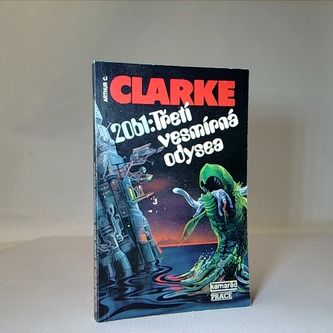 ARTHUR C.
CLARKE
2061: Třetí
vesmírná
odysea
kamarád
PRÁCE